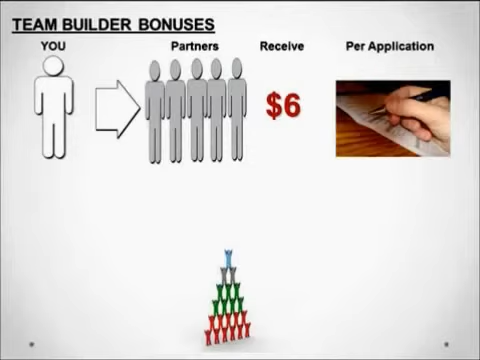 TEAM BUILDER BONUSES
YOU Partners Receive Per Application
$6